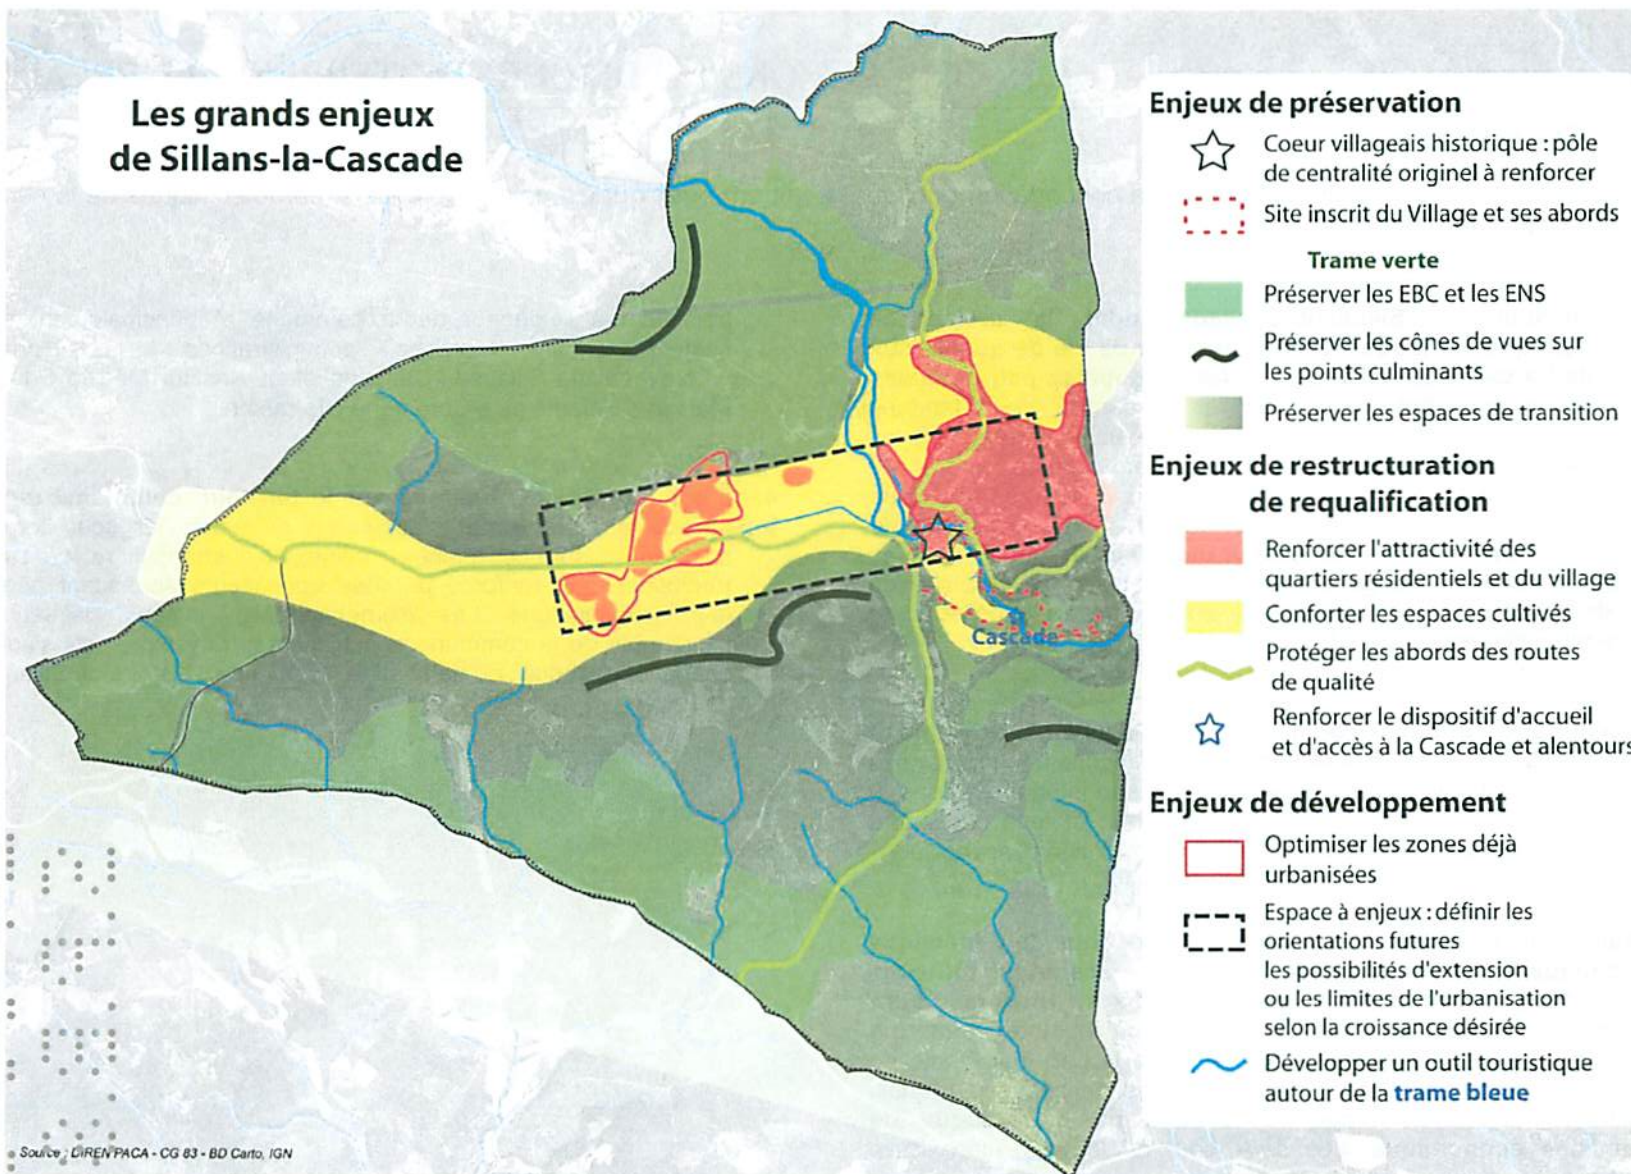 Les grands enjeux
de Sillans-la-Cascade
Enjeux de préservation
Coeur villageais historique : pôle
de centralité originel à renforcer
Site inscrit du Village et ses abords
Trame verte
Préserver les EBC et les ENS
Préserver les cônes de vues sur
les points culminants
Préserver les espaces de transition
Enjeux de restructuration
de requalification
Renforcer l'attractivité des
quartiers résidentiels et du village
Conforter les espaces cultivés
Protéger les abords des routes
de qualité
Renforcer le dispositif d'accueil
et d'accès à la Cascade et alentours
Enjeux de développement
Optimiser les zones déjà
urbanisées
Espace à enjeux : définir les
orientations futures
les possibilités d'extension
ou les limites de l'urbanisation
selon la croissance désirée
Développer un outil touristique
autour de la trame bleue
Cascade
Source : DIREN PACA - CG 83 - BD Carto, IGN